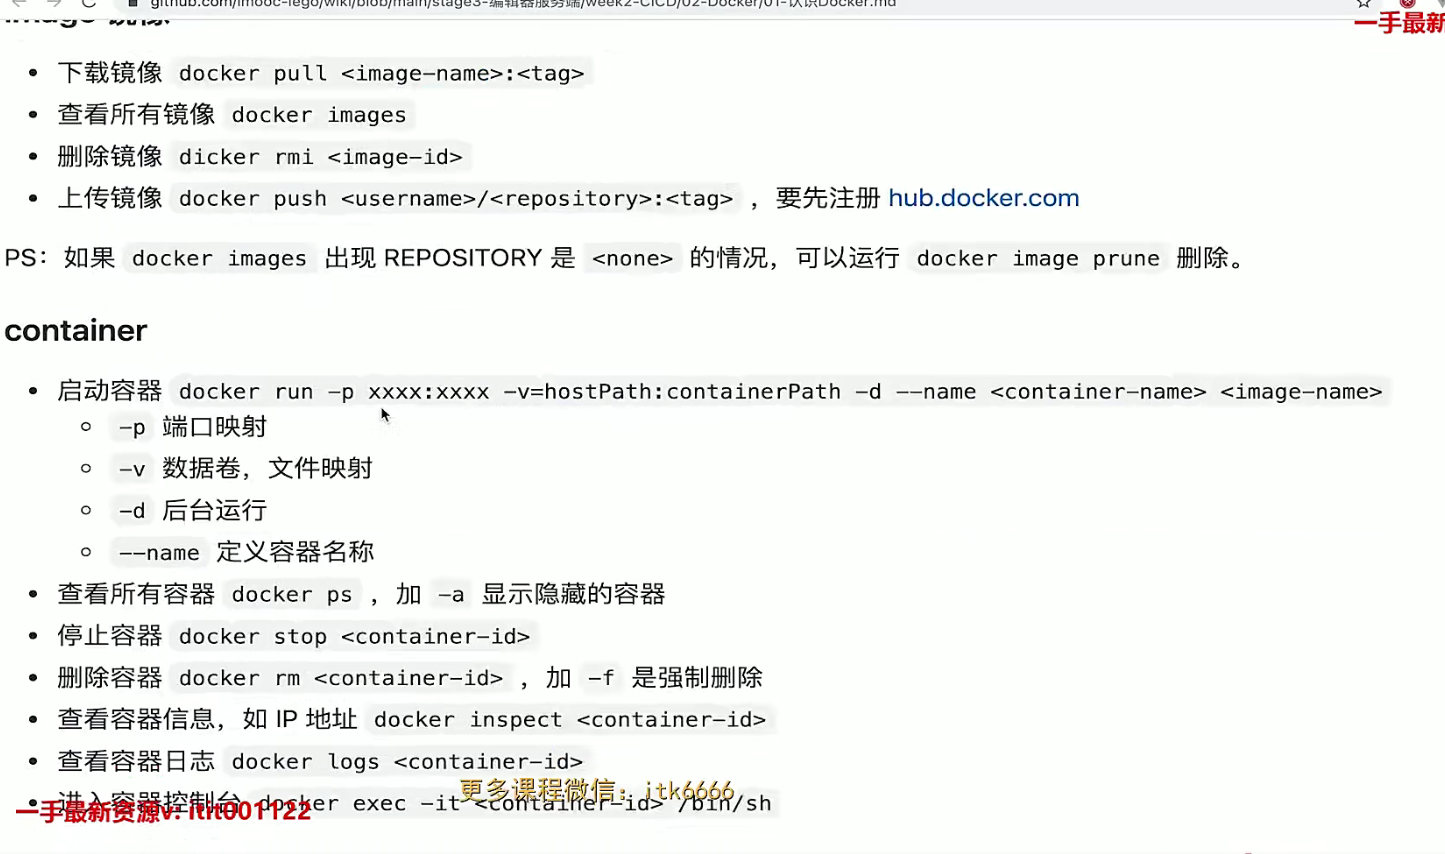 github.com/imooc-lego/wiki/blob/main/stage3-编辑器服务端/week2-CICD/02-Docker/01-认识Docker.md
一手最新
image 镜像
下载镜像 docker pull <image-name>:<tag>
查看所有镜像 docker images
删除镜像 dicker rmi <image-id>
上传镜像 docker push <username>/<repository>:<tag> ，要先注册 hub.docker.com
PS：如果 docker images 出现 REPOSITORY 是 <none> 的情况，可以运行 docker image prune 删除。
container
启动容器 docker run -p xxxx:xxxx -v=hostPath:containerPath -d --name <container-name> <image-name>
-p 端口映射
-v 数据卷，文件映射
-d 后台运行
--name 定义容器名称
查看所有容器 docker ps ，加 -a 显示隐藏的容器
停止容器 docker stop <container-id>
删除容器 docker rm <container-id> ，加 -f 是强制删除
查看容器信息，如 IP 地址 docker inspect <container-id>
查看容器日志 docker logs <container-id>
更多课程微信：itk6666
进入容器控制台 docker exec -it <container-id> /bin/sh
一手最新资源v: itit001122